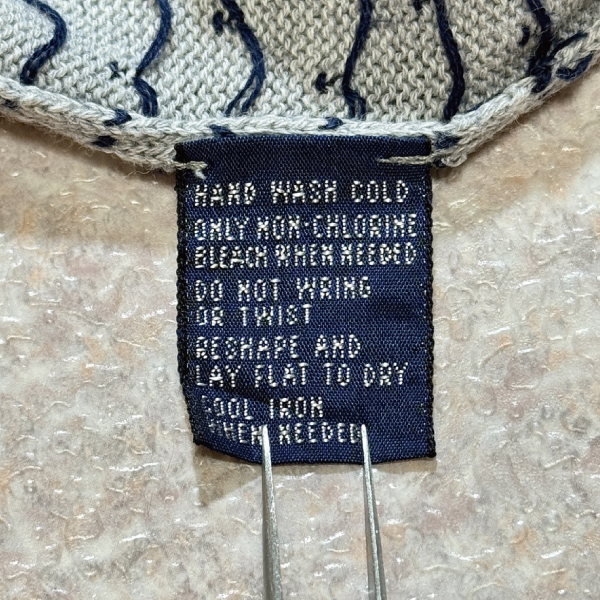 HAND WASH COLD
ONLY NON-CHLORINE
BLEACH WHEN NEEDED
DO NOT WRING
OR TWIST
RESHAPE AND
LAY FLAT TO DRY
COOL IRON
WHEN NEEDED